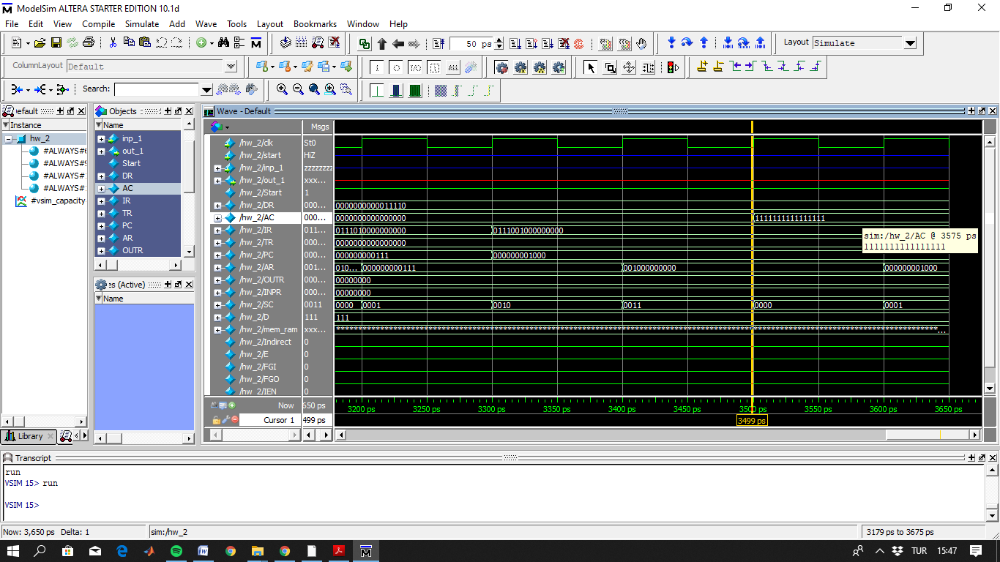 ModelSim ALTERA STARTER EDITION 10.1d
File Edit View Compile Simulate Add Wave Tools Layout Bookmarks Window Help
50 ps
Layout Simulate
ColumnLayout Default
ALL
Search:
Objects
Wave - Default
Instance
Name
Msgs
hw_2
#ALWAYS#
#ALWAYS#
#ALWAYS#
#ALWAYS#
#vsim_capacity
inp_1
out_1
Start
DR
AC
IR
TR
PC
AR
OUTR
(Active)
Name
/hw_2/clk St0
/hw_2/start HiZ
/hw_2/inp_1 zzzzzzzz
/hw_2/out_1 xxx...
/hw_2/Start 1
/hw_2/DR 000... 0000000000011110
/hw_2/AC 000... 0000000000000000 1111111111111111
/hw_2/IR 011... 0111010000000000 0111001000000000
/hw_2/TR 000... 0000000000000000
/hw_2/PC 000... 000000000111 000000001000
/hw_2/AR 001... 010... 000000000111 001000000000 000000001000
/hw_2/OUTR 000... 00000000
/hw_2/INPR 000... 00000000
/hw_2/SC 0011 0000 0001 0010 0011 0000 0001
/hw_2/D 111 111
/hw_2/mem_ram xxx...
/hw_2/Indirect 0
/hw_2/E 0
/hw_2/FGI 0
/hw_2/FGO 0
/hw_2/IEN 0
sim:/hw_2/AC @ 3575 ps
1111111111111111
Now 650 ps
3200 ps 3250 ps 3300 ps 3350 ps 3400 ps 3450 ps 3500 ps 3550 ps 3600 ps 3650 ps
Cursor 1 499 ps
3499 ps
Library
Transcript
run
VSIM 15> run
VSIM 15>
Now: 3,650 ps Delta: 1
sim:/hw_2
3179 ps to 3675 ps
TUR 15:47